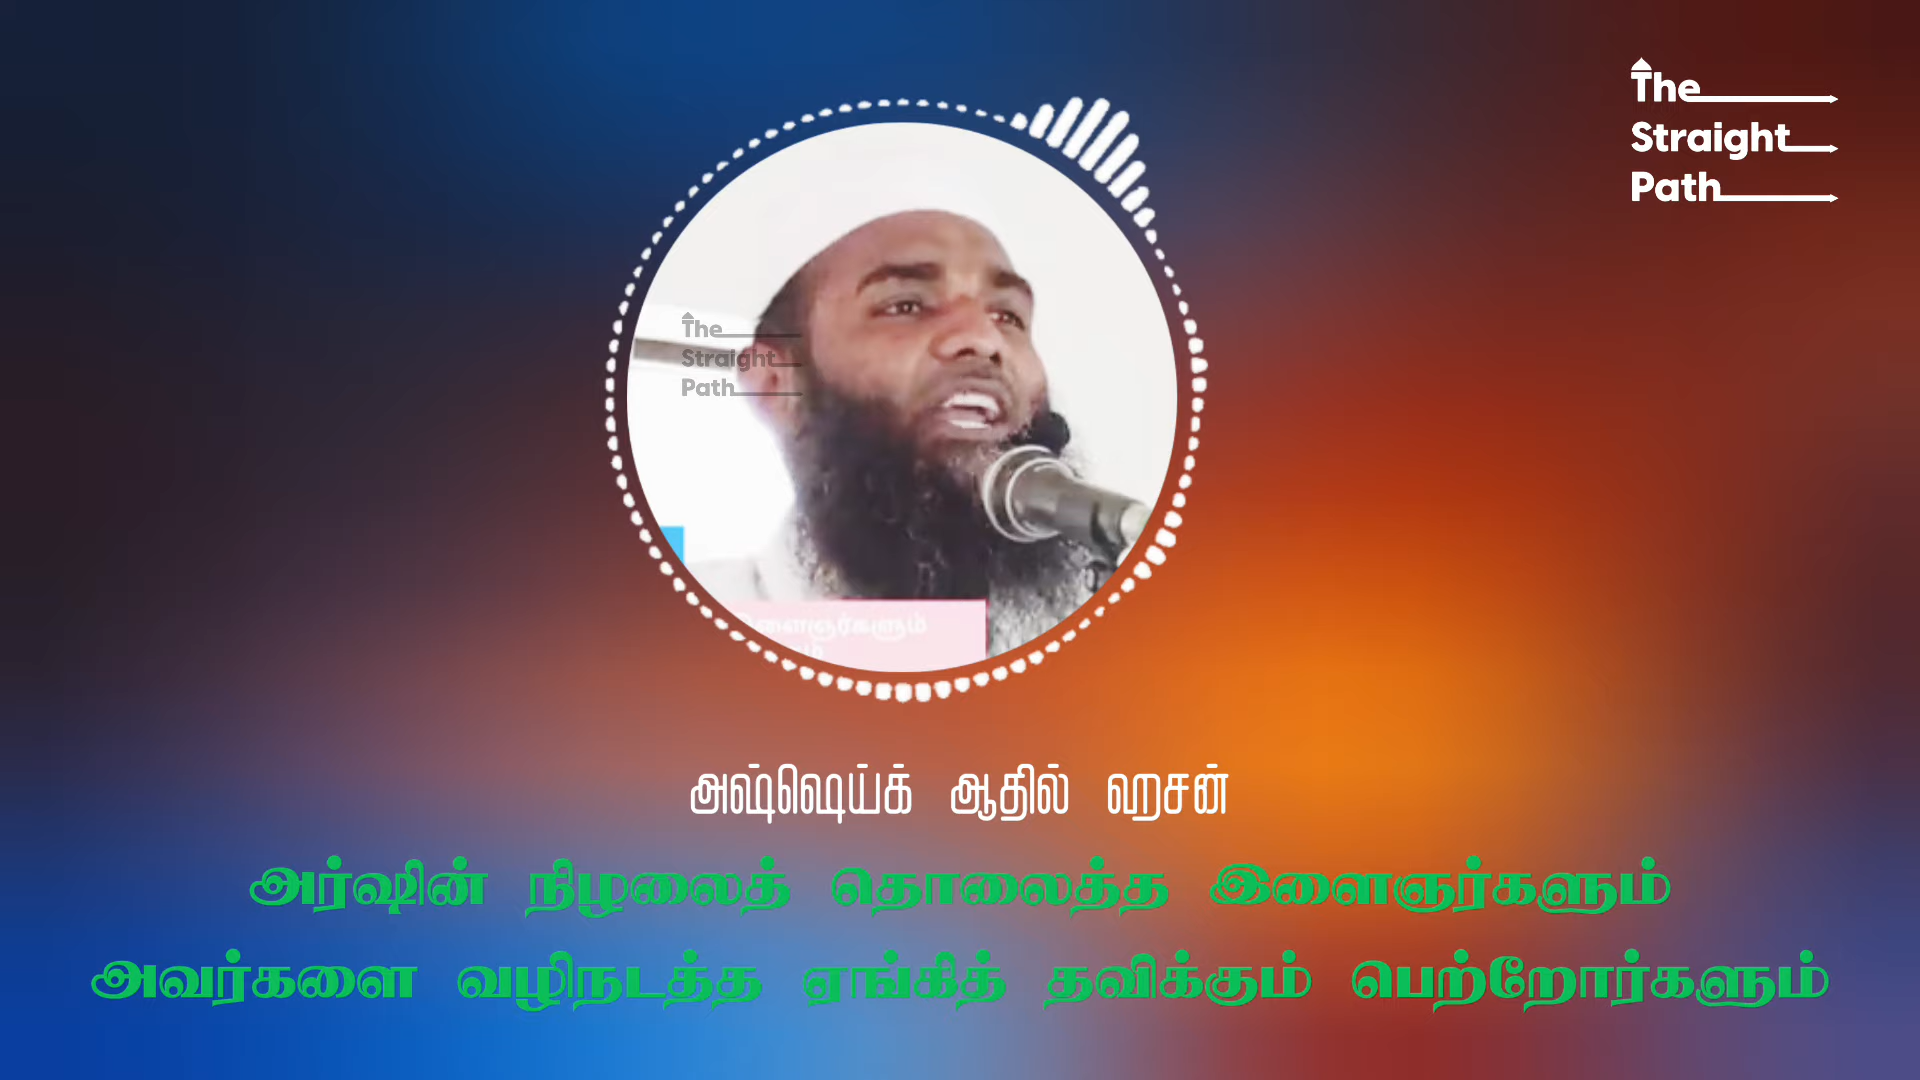 The
Straight
Path
The
Straight
Path
அஷ்ஷெய்க் ஆதில் ஹசன்
அர்ஷின் நிழலைத் தொலைத்த இளைஞர்களும்
அவர்களை வழிநடத்த ஏங்கித் தவிக்கும் பெற்றோர்களும்